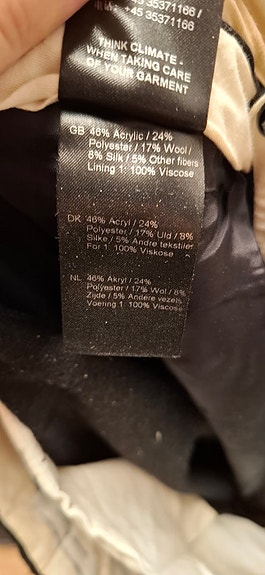 +45 35371166 /
: +45 35371166
THINK CLIMATE -
WHEN TAKING CARE
OF YOUR GARMENT
GB 46% Acrylic / 24%
Polyester / 17% Wool /
8% Silk / 5% Other fibers
Lining 1: 100% Viscose
DK 46% Acryl / 24%
Polyester / 17% Uld / 8%
Silke / 5% Andre tekstiler
For 1: 100% Viskose
NL 46% Akryl / 24%
Polyester / 17% Wol / 8%
Zijde / 5% Andere vezels
Voering 1: 100% Viscose